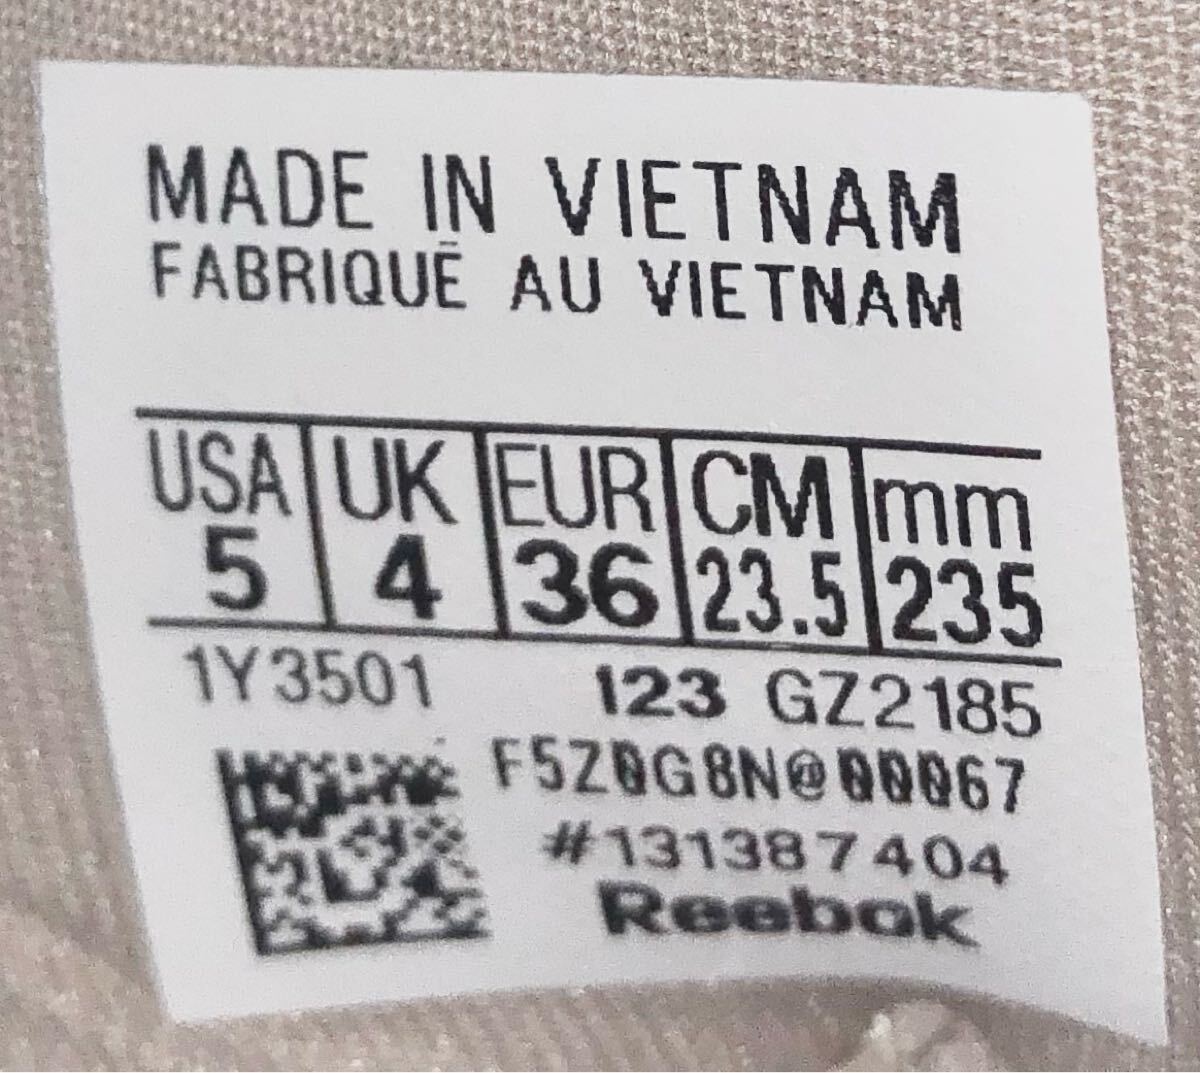 MADE IN VIETNAM
FABRIQUÉ AU VIETNAM
USA UK EUR CM mm
5 4 36 23.5 235
1Y3501 123 GZ2185
F5Z0G8N@00067
#131387404
Reebok